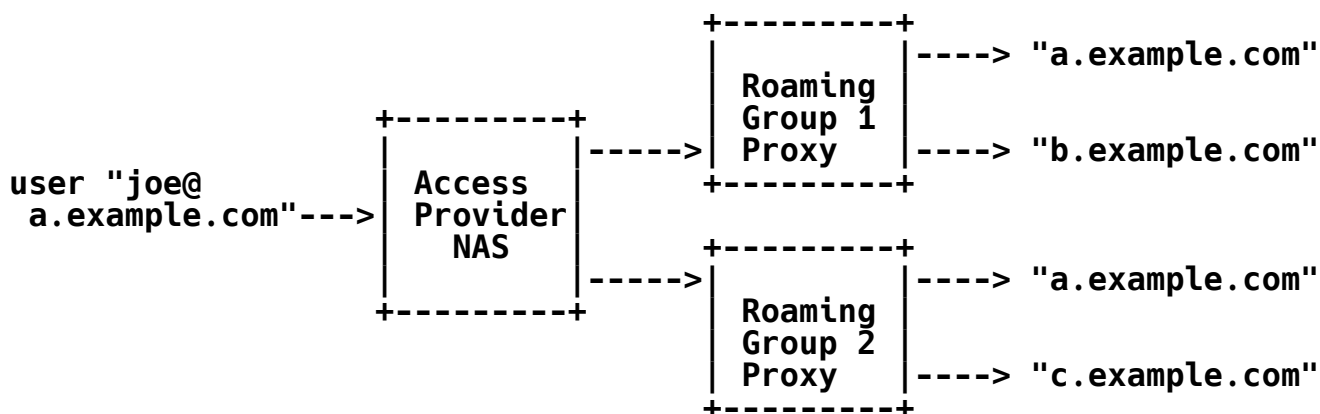 "a.example.com"
Roaming
Group 1
Proxy
"b.example.com"
user "joe@
a.example.com"
Access
Provider
NAS
"a.example.com"
Roaming
Group 2
Proxy
"c.example.com"